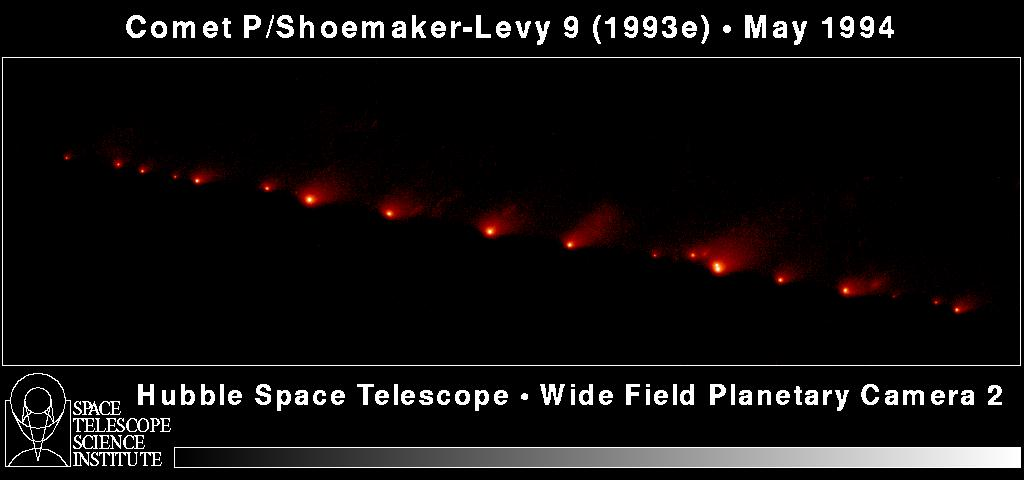 Comet P/Shoemaker-Levy 9 (1993e) • May 1994
Hubble Space Telescope • Wide Field Planetary Camera 2
SPACE
TELESCOPE
SCIENCE
INSTITUTE